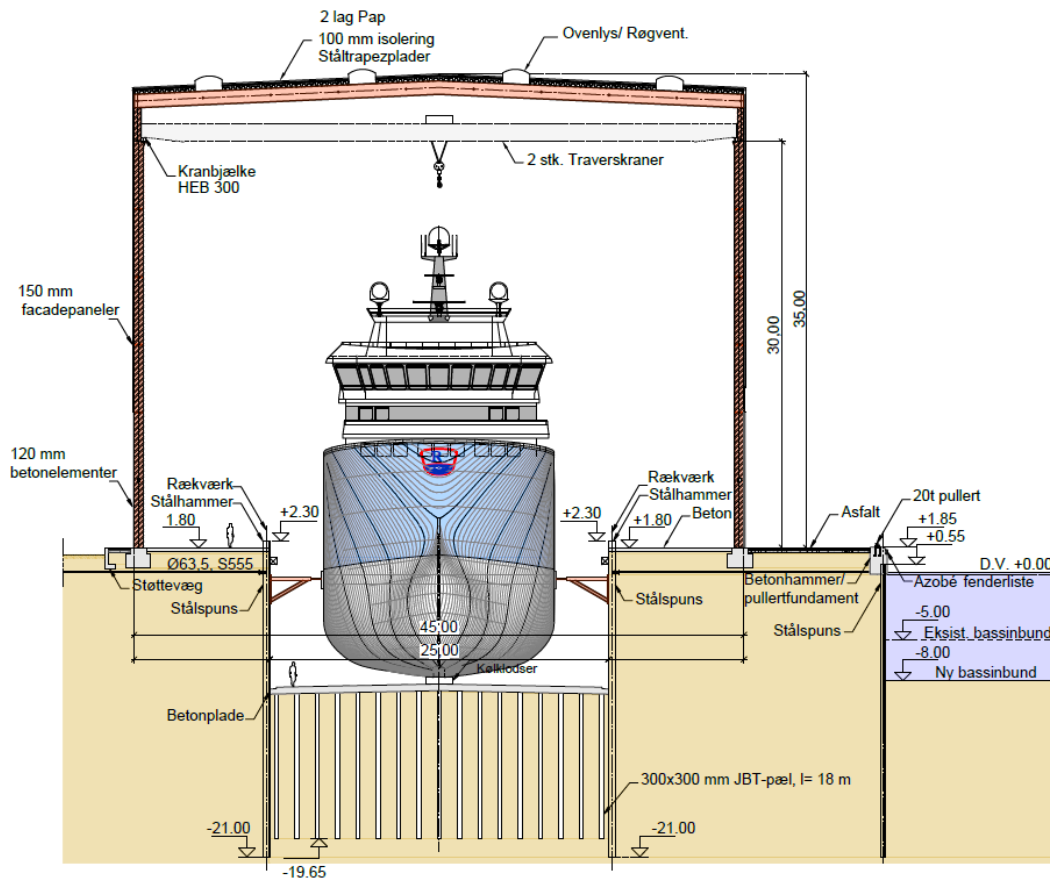 2 lag Pap
100 mm isolering
Ståltrapezplader
Ovenlys/ Røgvent.
2 stk. Traverskraner
Kranbjælke
HEB 300
35,00
30,00
150 mm
facadepaneler
R
120 mm
betonelementer
Rækværk
Stålhammer
1.80
+2.30
+2.30
Rækværk
Stålhammer
+1.80
Beton
Asfalt
20t pullert
+1.85
+0.55
D.V. +0.00
Ø63,5, S555
Støttevæg
Stålspuns
Stålspuns
Betonhammer/
pullertfundament
Azobé fenderliste
Stålspuns
-5.00
Eksist. bassinbund
-8.00
Ny bassinbund
45,00
25,00
Kølklodser
Betonplade
300x300 mm JBT-pæl, l= 18 m
-21.00
-19.65
-21.00